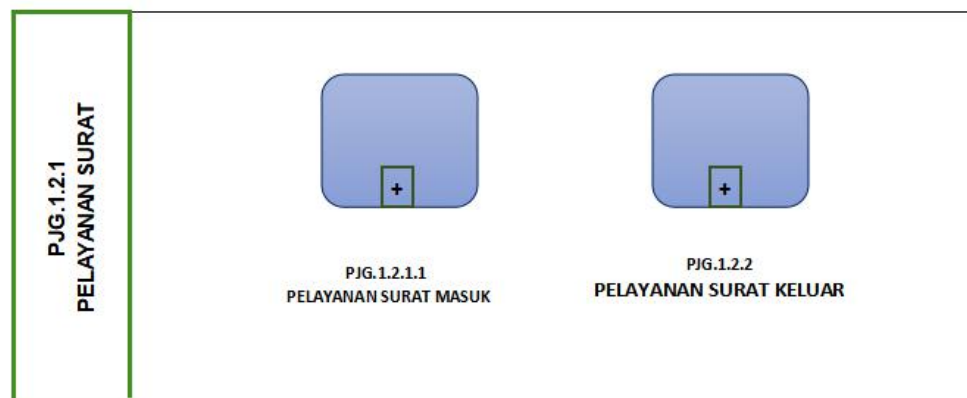 PJG.1.2.1
PELAYANAN SURAT
+
+
PJG.1.2.1.1
PELAYANAN SURAT MASUK
PJG.1.2.2
PELAYANAN SURAT KELUAR